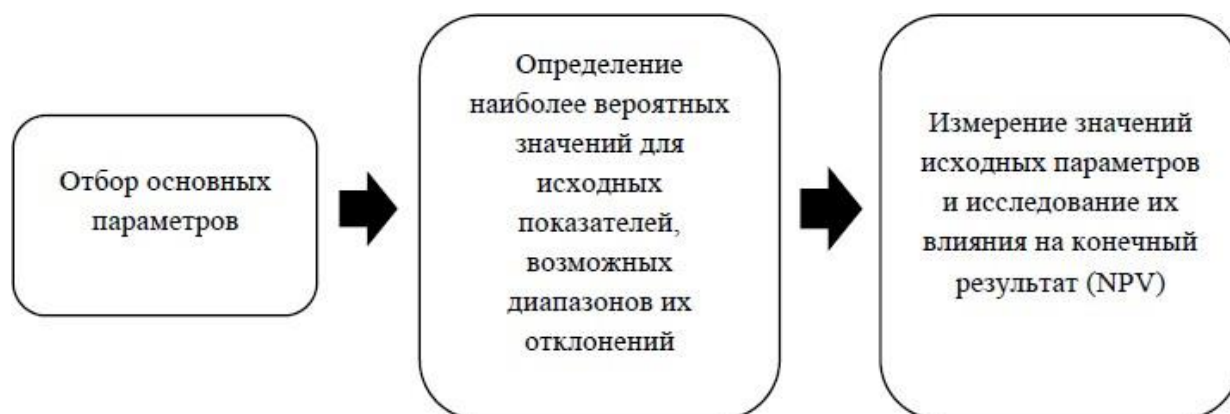 Отбор основных
параметров
Определение
наиболее вероятных
значений для
исходных
показателей,
возможных
диапазонов их
отклонений
Измерение значений
исходных параметров
и исследование их
влияния на конечный
результат (NPV)